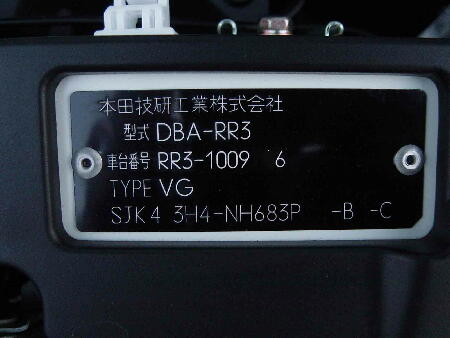 本田技研工業株式会社
型式 DBA-RR3
車台番号 RR3-1009 6
TYPE VG
SJK4 3H4-NH683P -B -C